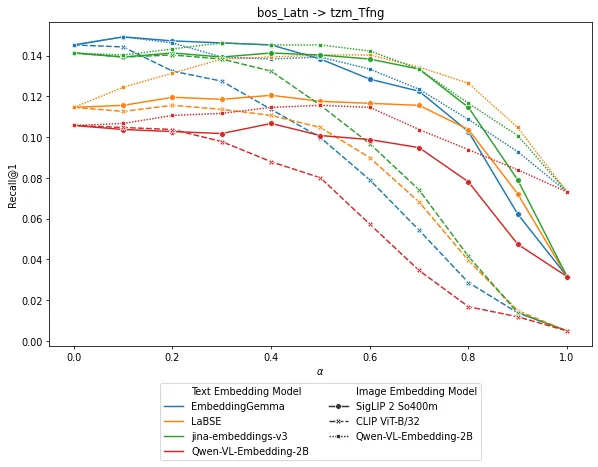 bos_Latn -> tzm_Tfng
Recall@1
0.14
0.12
0.10
0.08
0.06
0.04
0.02
0.00
0.0 0.2 0.4 0.6 0.8 1.0
α
Text Embedding Model
EmbeddingGemma
LaBSE
jina-embeddings-v3
Qwen-VL-Embedding-2B
Image Embedding Model
SigLIP 2 So400m
CLIP ViT-B/32
Qwen-VL-Embedding-2B